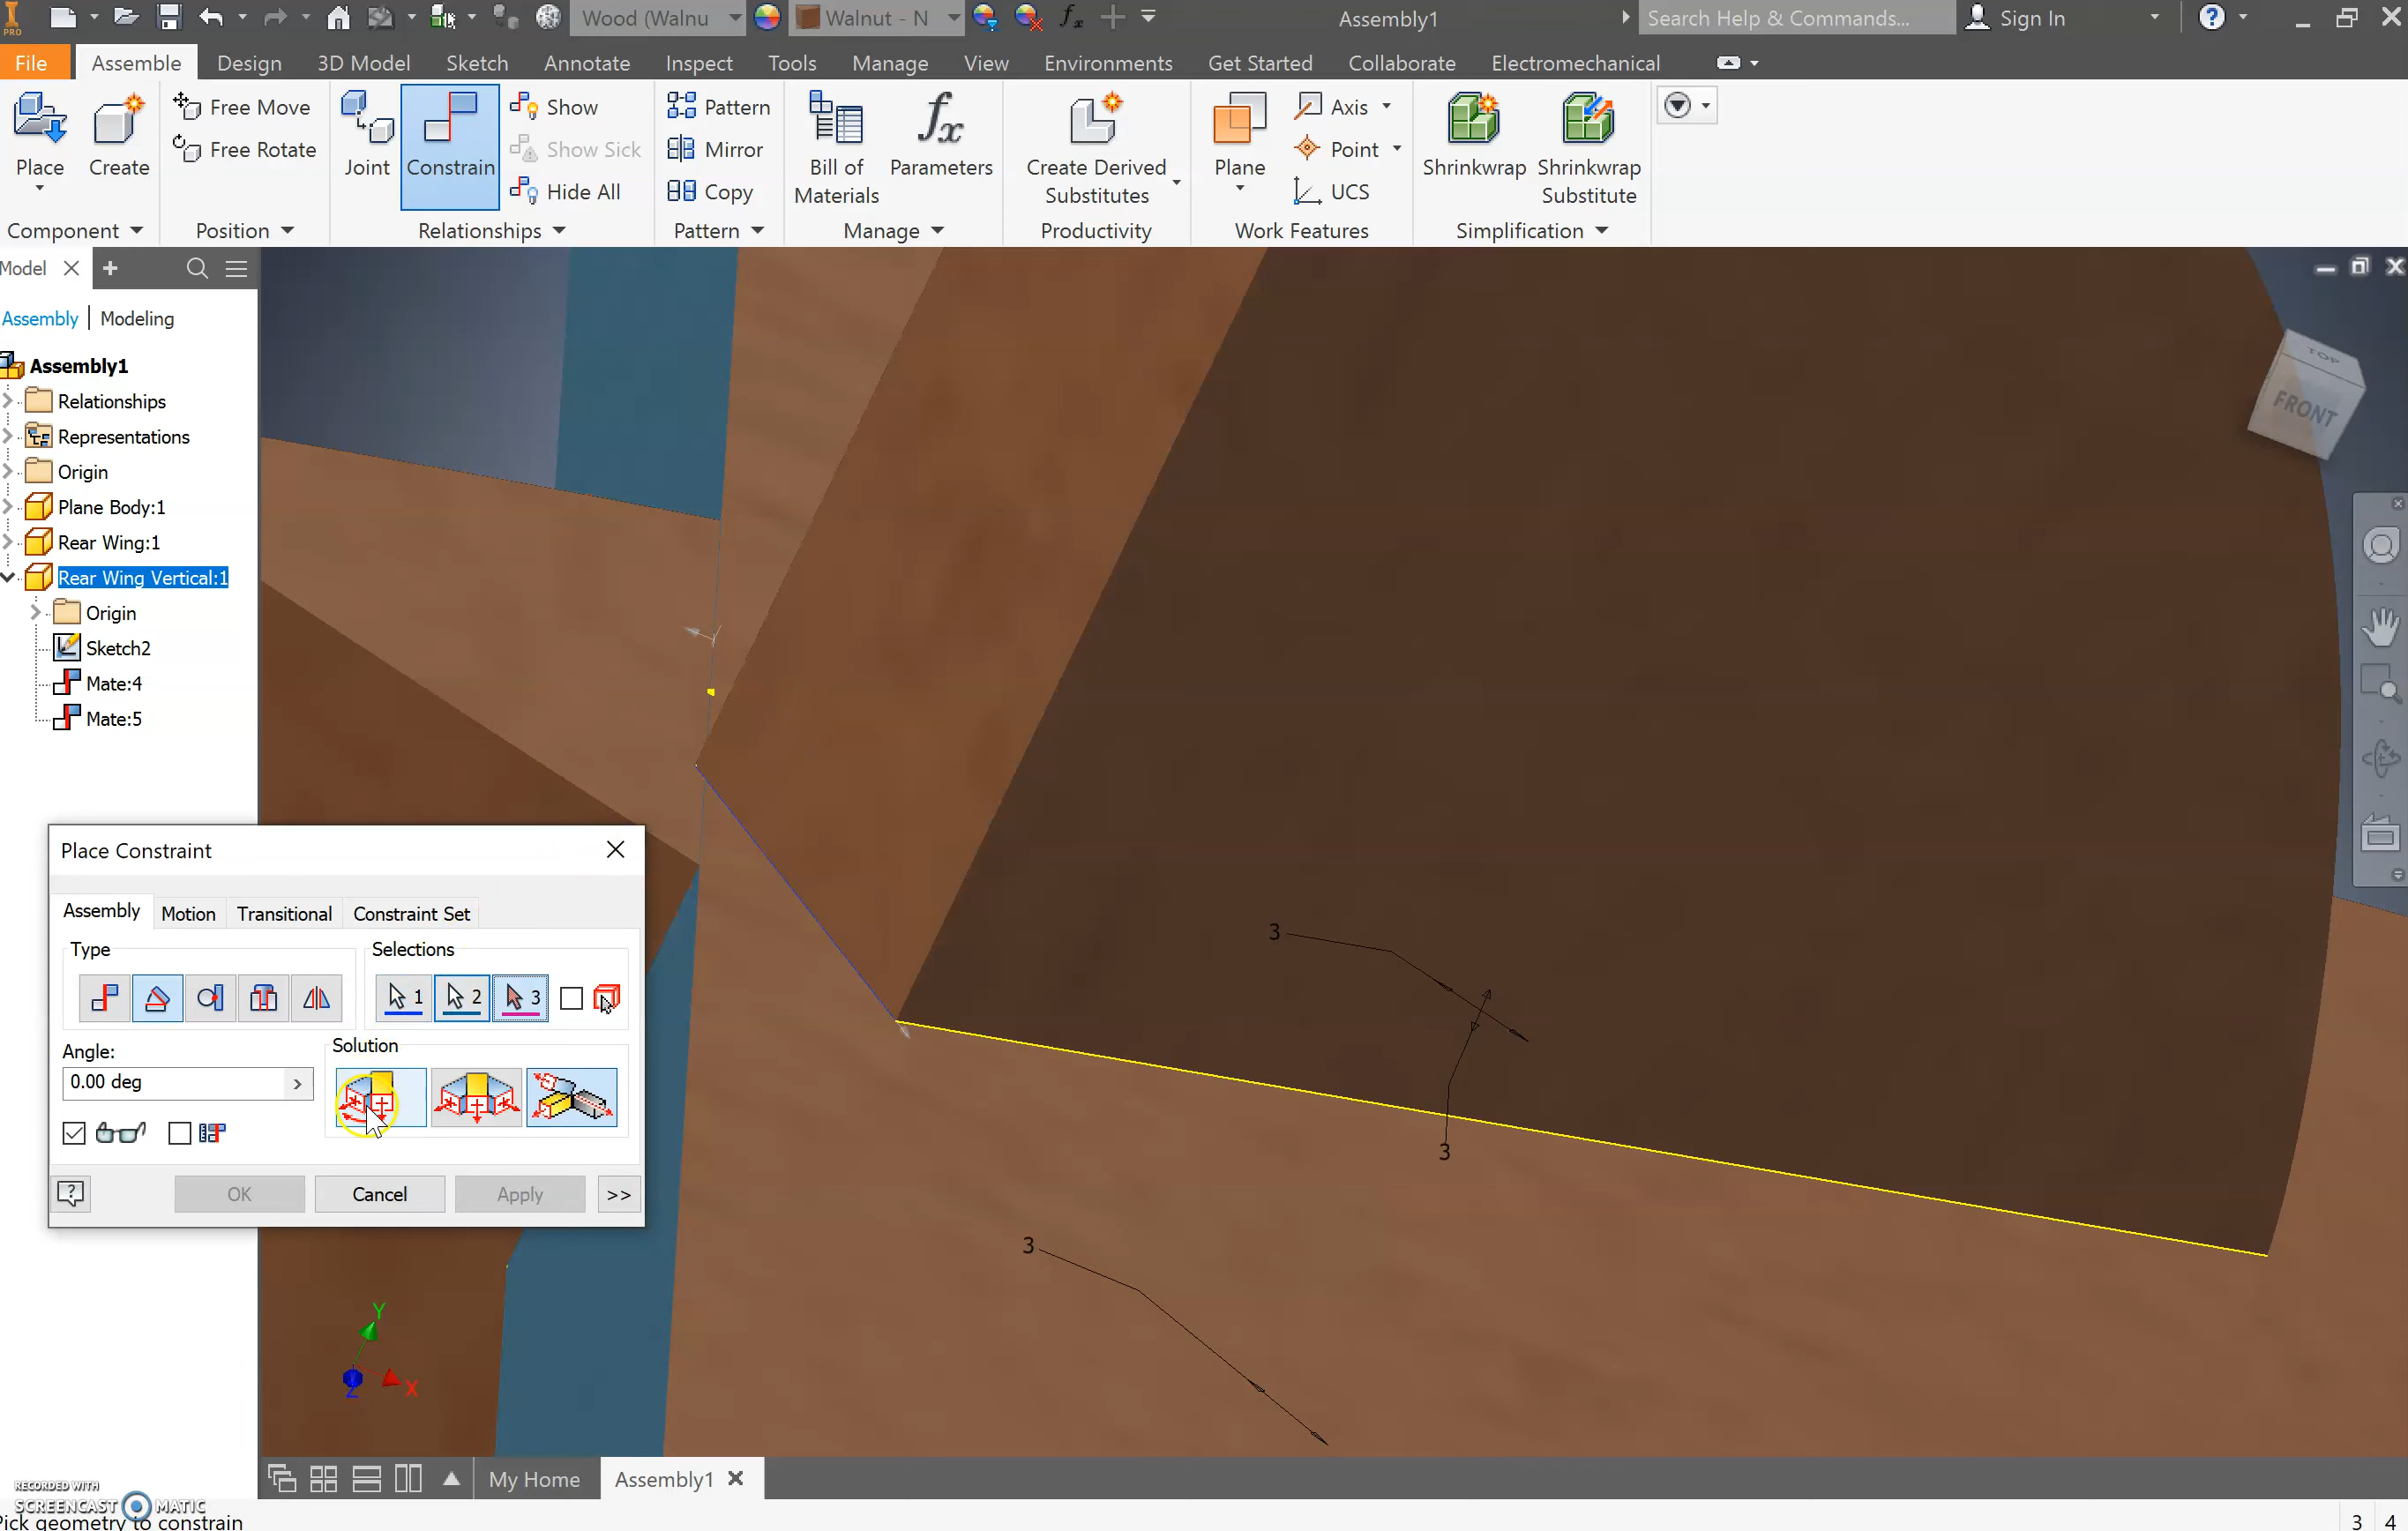 PRO
Wood (Walnu
Walnut - N
Assembly1
Search Help & Commands...
Sign In
File
Assemble
Design
3D Model
Sketch
Annotate
Inspect
Tools
Manage
View
Environments
Get Started
Collaborate
Electromechanical
Place
Create
Free Move
Free Rotate
Joint
Constrain
Show
Show Sick
Hide All
Pattern
Mirror
Copy
Bill of
Materials
Parameters
Create Derived
Substitutes
Plane
Axis
Point
UCS
Shrinkwrap
Shrinkwrap
Substitute
Component
Position
Relationships
Pattern
Manage
Productivity
Work Features
Simplification
Model
Assembly | Modeling
Assembly1
Relationships
Representations
Origin
Plane Body:1
Rear Wing:1
Rear Wing Vertical:1
Origin
Sketch2
Mate:4
Mate:5
TOP
FRONT
Place Constraint
Assembly
Motion
Transitional
Constraint Set
Type
Selections
1
2
3
Angle:
0.00 deg
Solution
OK
Cancel
Apply
>>
3
3
3
Y
X
Z
My Home
Assembly1
RECORDED WITH
SCREENCAST MATIC
Pick geometry to constrain
3 4